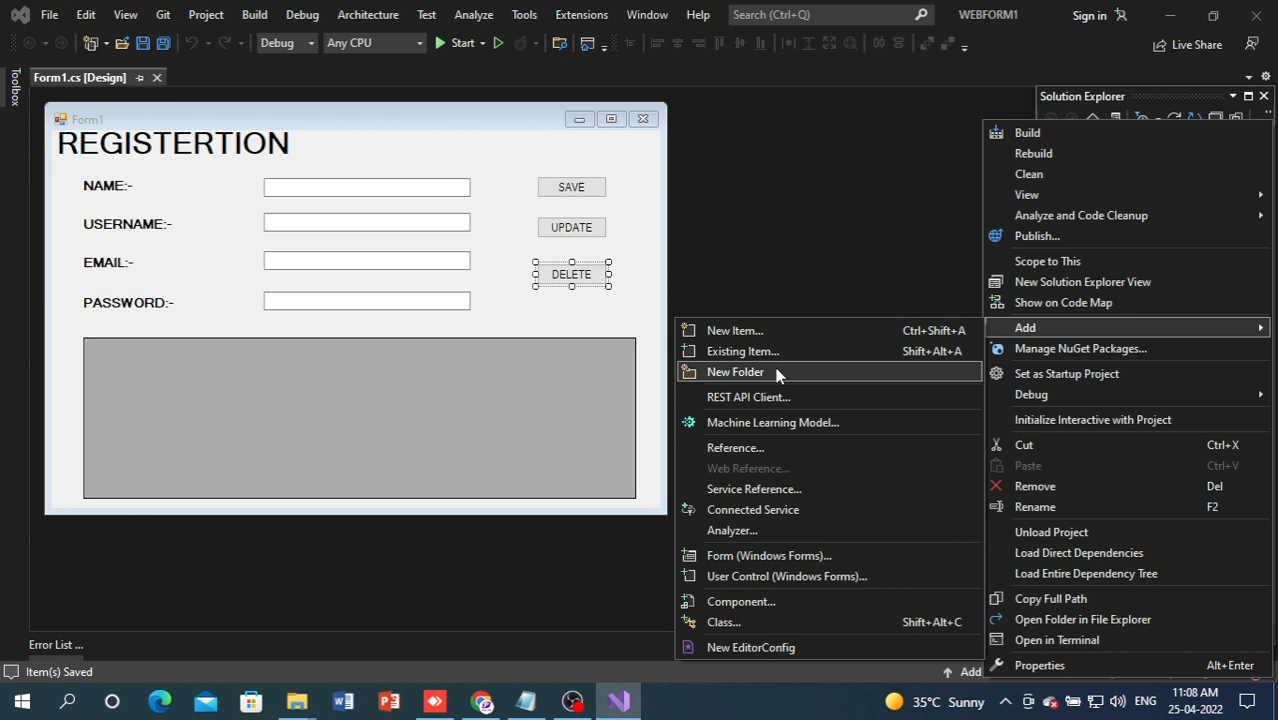 File Edit View Git Project Build Debug Architecture Test Analyze Tools Extensions Window Help Search (Ctrl+Q) WEBFORM1 Sign in
Debug Any CPU Start Live Share
Toolbox
Form1.cs [Design]
Solution Explorer
Form1
REGISTERTION
NAME:- SAVE
USERNAME:- UPDATE
EMAIL:- DELETE
PASSWORD:-
Build
Rebuild
Clean
View
Analyze and Code Cleanup
Publish...
Scope to This
New Solution Explorer View
Show on Code Map
Add
Manage NuGet Packages...
Set as Startup Project
Debug
Initialize Interactive with Project
Cut Ctrl+X
Paste Ctrl+V
Remove Del
Rename F2
Unload Project
Load Direct Dependencies
Load Entire Dependency Tree
Copy Full Path
Open Folder in File Explorer
Open in Terminal
Properties Alt+Enter
New Item... Ctrl+Shift+A
Existing Item... Shift+Alt+A
New Folder
REST API Client...
Machine Learning Model...
Reference...
Web Reference...
Service Reference...
Connected Service
Analyzer...
Form (Windows Forms)...
User Control (Windows Forms)...
Component...
Class... Shift+Alt+C
New EditorConfig
Error List ...
Item(s) Saved Add
35°C Sunny ENG 11:08 AM
25-04-2022